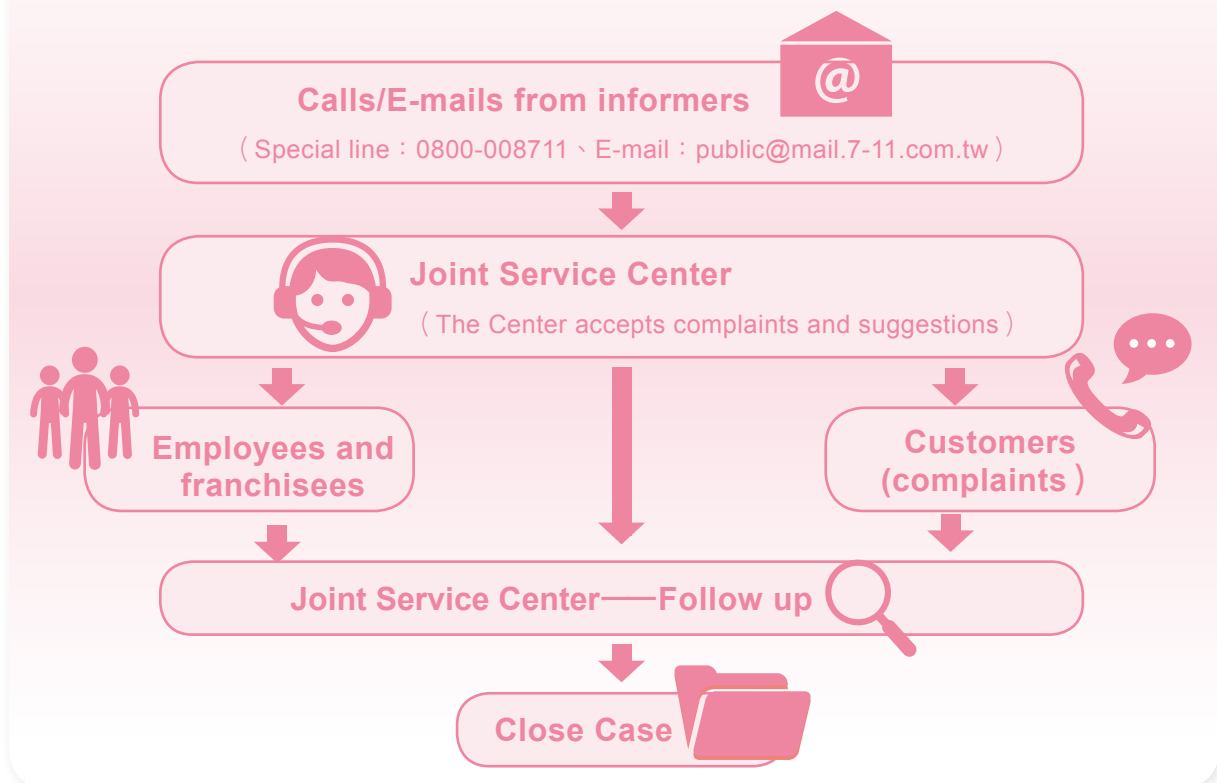 @
Calls/E-mails from informers
（Special line：0800-008711、E-mail：public@mail.7-11.com.tw）
Joint Service Center
（The Center accepts complaints and suggestions）
Employees and
franchisees
Customers
(complaints）
Joint Service Center——Follow up
Close Case